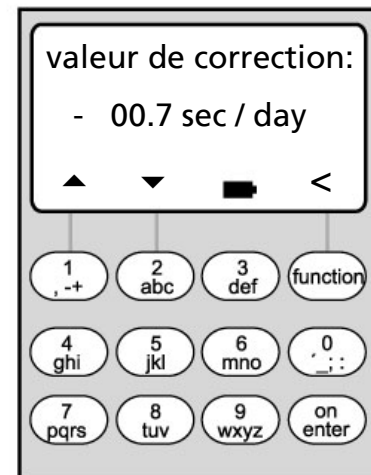 valeur de correction:
- 00.7 sec / day
<
1 2 3 function
, -+ abc def
4 5 6 0
ghi jkl mno ´_; :
7 8 9 on
pqrs tuv wxyz enter